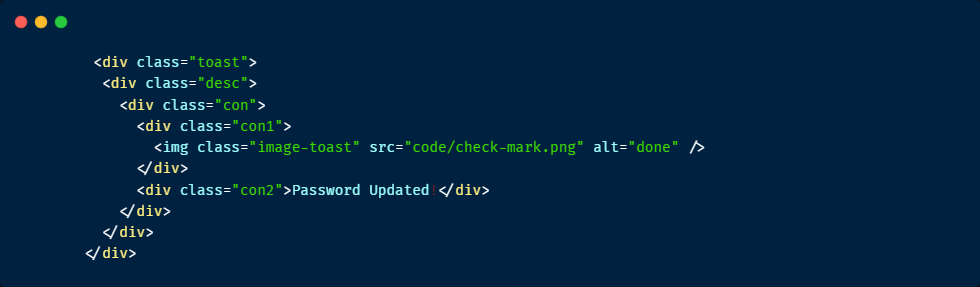 <div class="toast">
<div class="desc">
<div class="con">
<div class="con1">
<img class="image-toast" src="code/check-mark.png" alt="done" />
</div>
<div class="con2">Password Updated!</div>
</div>
</div>
</div>